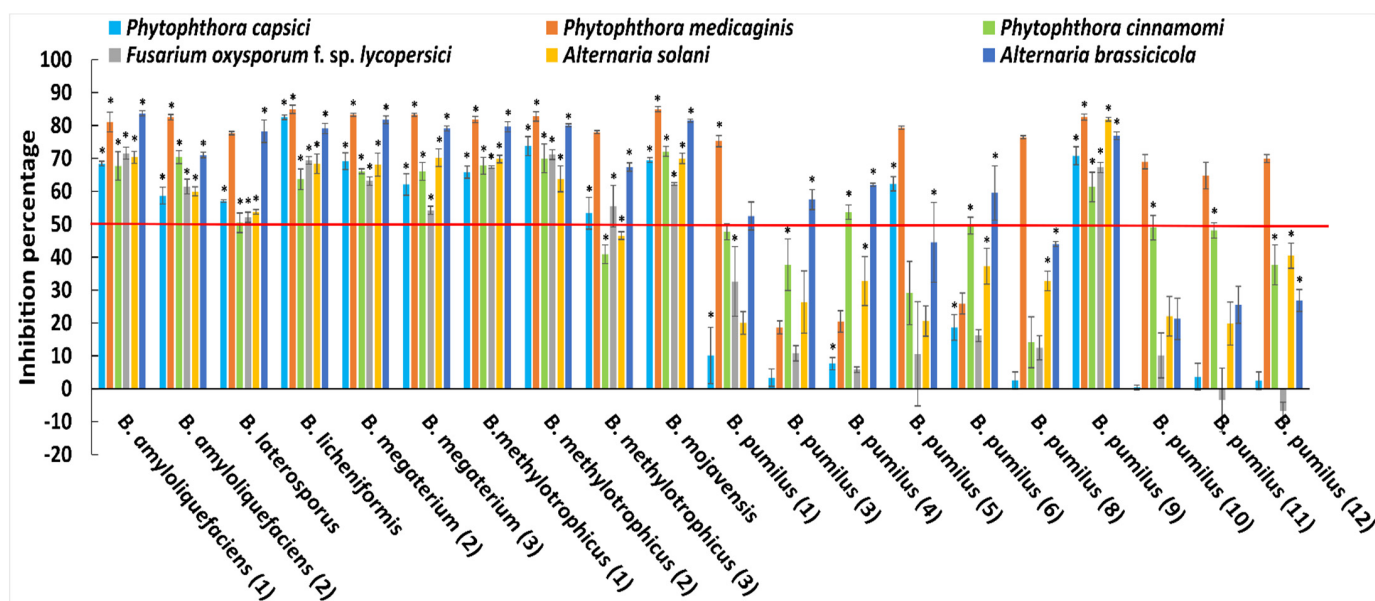 Phytophthora capsici
Phytophthora medicaginis
Phytophthora cinnamomi
Fusarium oxysporum f. sp. lycopersici
Alternaria solani
Alternaria brassicicola
Inhibition percentage
100
90
80
70
60
50
40
30
20
10
0
-10
-20
B. amyloliquefaciens (1)
B. amyloliquefaciens (2)
B. laterosporus
B. licheniformis
B. megaterium (2)
B. megaterium (3)
B.methylotrophicus (1)
B. methylotrophicus (2)
B. methylotrophicus (3)
B. mojavensis
B. pumilus (1)
B. pumilus (3)
B. pumilus (4)
B. pumilus (5)
B. pumilus (6)
B. pumilus (8)
B. pumilus (9)
B. pumilus (10)
B. pumilus (11)
B. pumilus (12)